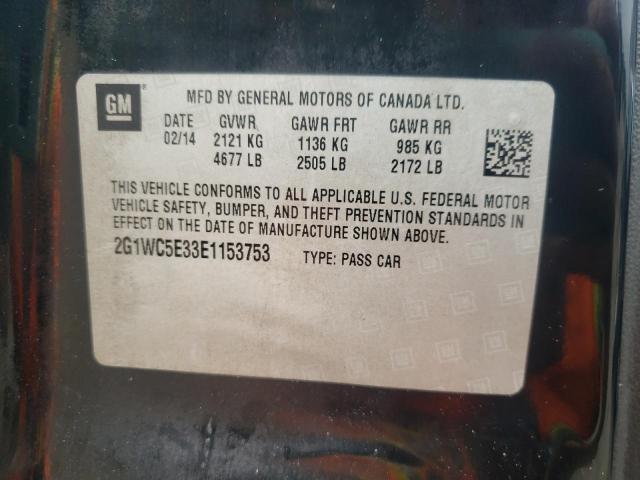 GM
MFD BY GENERAL MOTORS OF CANADA LTD.
DATE GVWR GAWR FRT GAWR RR
02/14 2121 KG 1136 KG 985 KG
4677 LB 2505 LB 2172 LB
THIS VEHICLE CONFORMS TO ALL APPLICABLE U.S. FEDERAL MOTOR
VEHICLE SAFETY, BUMPER, AND THEFT PREVENTION STANDARDS IN
EFFECT ON THE DATE OF MANUFACTURE SHOWN ABOVE.
2G1WC5E33E1153753 TYPE: PASS CAR